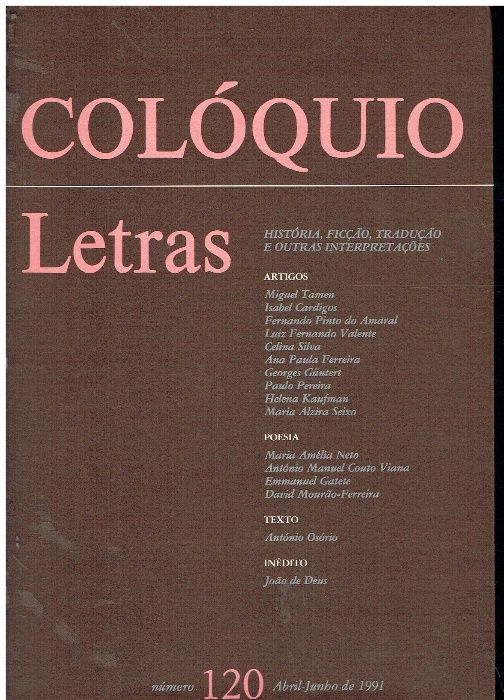 COLÓQUIO
Letras
HISTÓRIA, FICÇÃO, TRADUÇÃO
E OUTRAS INTERPRETAÇÕES
ARTIGOS
Miguel Tamen
Isabel Cardigos
Fernando Pinto do Amaral
Luiz Fernando Valente
Celina Silva
Ana Paula Ferreira
Georges Güntert
Paulo Pereira
Helena Kaufman
Maria Alzira Seixo
POESIA
Maria Amélia Neto
António Manuel Couto Viana
Emmanuel Gatete
David Mourão-Ferreira
TEXTO
António Osório
INÉDITO
João de Deus
número 120 Abril-Junho de 1991